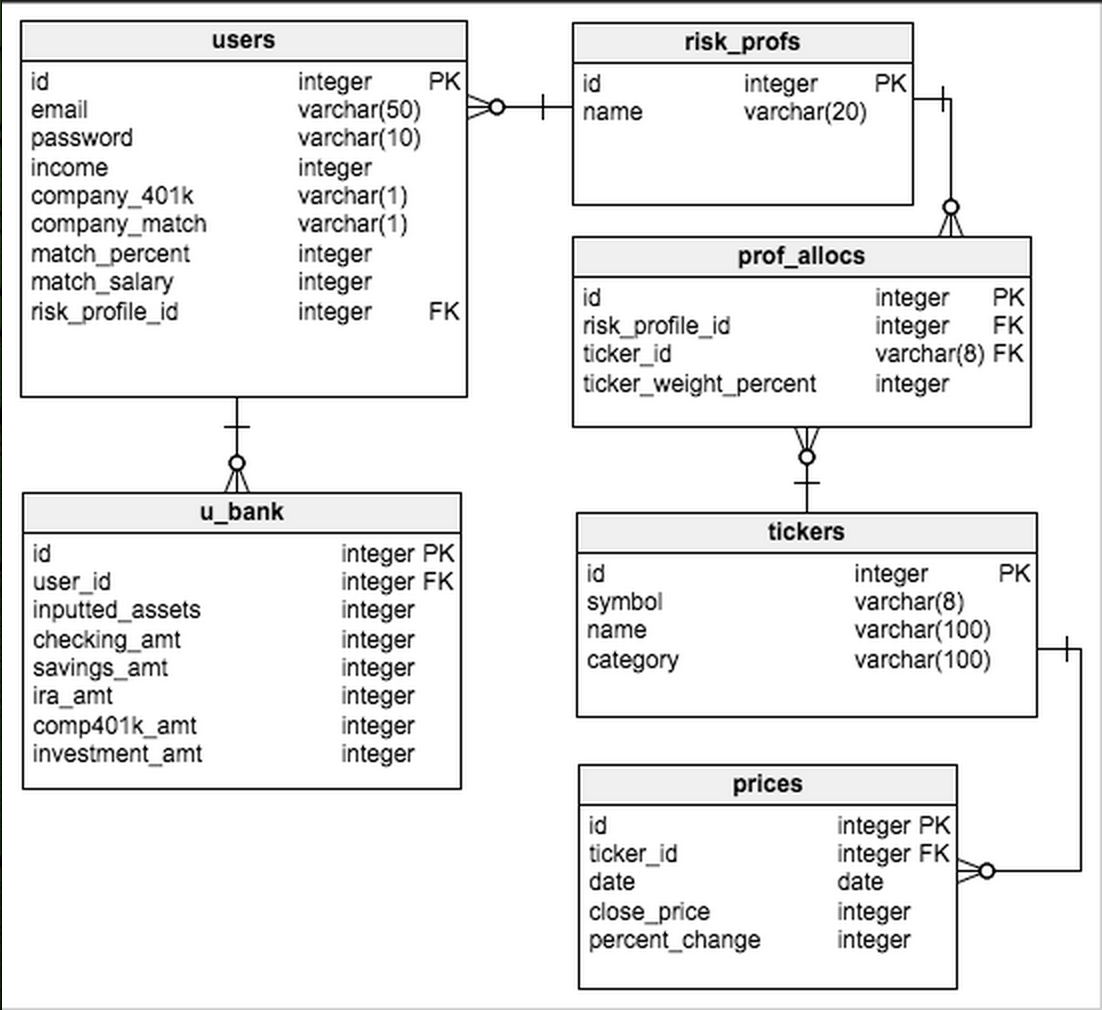 users
id integer PK
email varchar(50)
password varchar(10)
income integer
company_401k varchar(1)
company_match varchar(1)
match_percent integer
match_salary integer
risk_profile_id integer FK
risk_profs
id integer PK
name varchar(20)
prof_allocs
id integer PK
risk_profile_id integer FK
ticker_id varchar(8) FK
ticker_weight_percent integer
u_bank
id integer PK
user_id integer FK
inputted_assets integer
checking_amt integer
savings_amt integer
ira_amt integer
comp401k_amt integer
investment_amt integer
tickers
id integer PK
symbol varchar(8)
name varchar(100)
category varchar(100)
prices
id integer PK
ticker_id integer FK
date date
close_price integer
percent_change integer